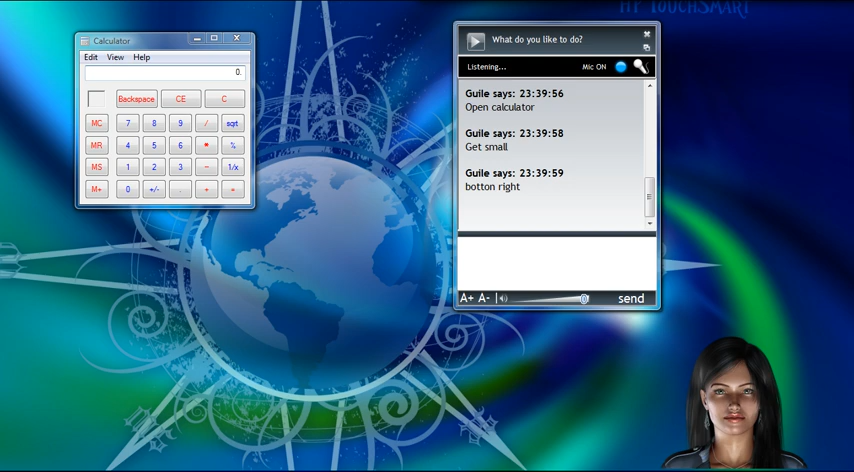 HP TOUCHSMART
Calculator
Edit View Help
0.
Backspace CE C
MC 7 8 9 / sqrt
MR 4 5 6 * %
MS 1 2 3 - 1/x
M+ 0 +/- . + =
What do you like to do?
Listening... Mic ON
Guile says: 23:39:56
Open calculator
Guile says: 23:39:58
Get small
Guile says: 23:39:59
botton right
A+ A- send